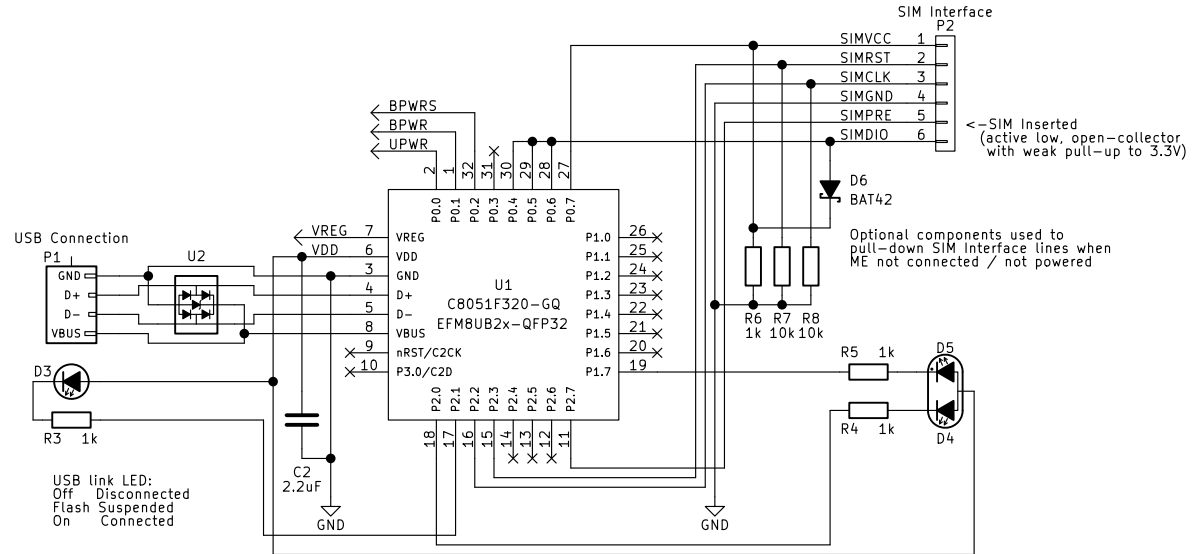 SIM Interface
P2
SIMVCC 1
SIMRST 2
SIMCLK 3
SIMGND 4
SIMPRE 5
SIMDIO 6
<-SIM Inserted
(active low, open-collector
with weak pull-up to 3.3V)
BPWRS
BPWR
UPWR
2 1 32 31 30 29 28 27
P0.0 P0.1 P0.2 P0.3 P0.4 P0.5 P0.6 P0.7
D6
BAT42
Optional components used to
pull-down SIM Interface lines when
ME not connected / not powered
R6 R7 R8
1k 10k 10k
USB Connection
P1
GND
D+
D-
VBUS
U2
VREG 7 VREG
VDD 6 VDD
3 GND
4 D+
5 D-
8 VBUS
9 nRST/C2CK
10 P3.0/C2D
U1
C8051F320-GQ
EFM8UB2x-QFP32
P1.0 26
P1.1 25
P1.2 24
P1.3 23
P1.4 22
P1.5 21
P1.6 20
P1.7 19
P2.0 P2.1 P2.2 P2.3 P2.4 P2.5 P2.6 P2.7
18 17 16 15 14 13 12 11
D3
R3 1k
C2
2.2uF
R5 1k
R4 1k
D5
D4
USB link LED:
Off Disconnected
Flash Suspended
On Connected
GND
GND